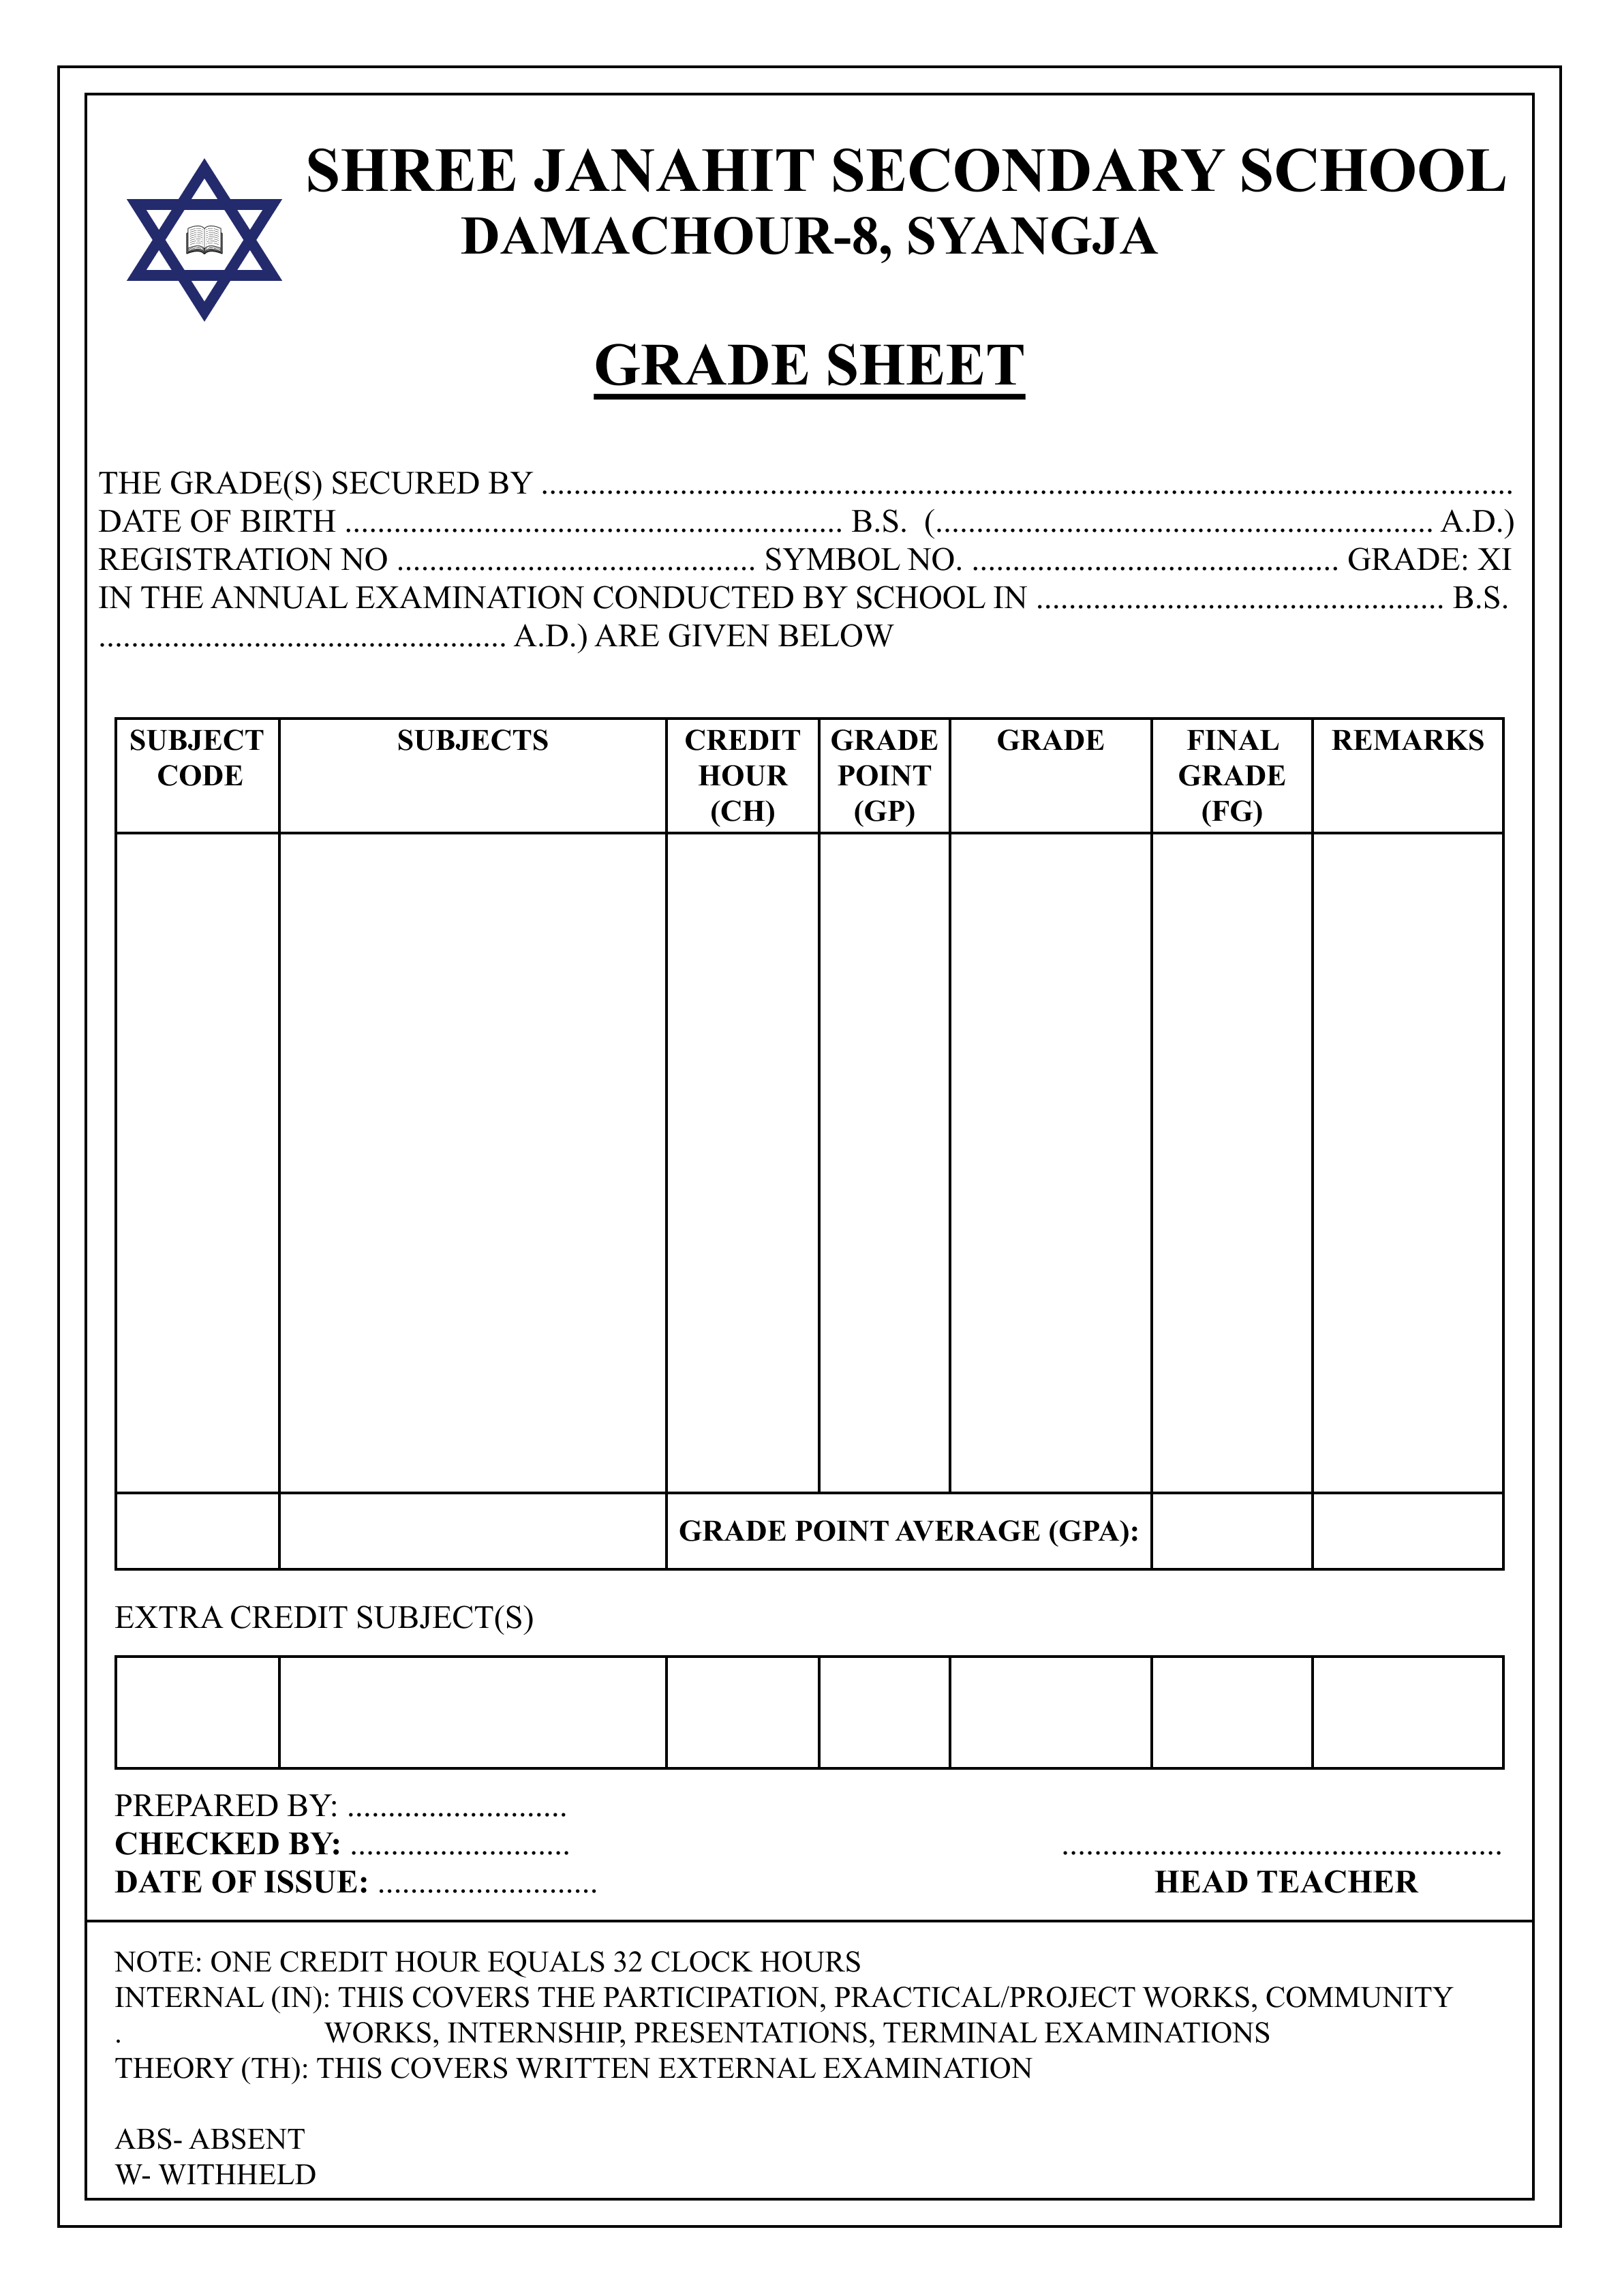 SHREE JANAHIT SECONDARY SCHOOL
DAMACHOUR-8, SYANGJA
GRADE SHEET
THE GRADE(S) SECURED BY ........................................................................................................................
DATE OF BIRTH ............................................................. B.S. (............................................................. A.D.)
REGISTRATION NO ............................................ SYMBOL NO. ............................................. GRADE: XI
IN THE ANNUAL EXAMINATION CONDUCTED BY SCHOOL IN .................................................. B.S.
.................................................. A.D.) ARE GIVEN BELOW
SUBJECT CODE SUBJECTS CREDIT HOUR (CH) GRADE POINT (GP) GRADE FINAL GRADE (FG) REMARKS
GRADE POINT AVERAGE (GPA):
EXTRA CREDIT SUBJECT(S)
PREPARED BY: ...........................
CHECKED BY: ...........................
DATE OF ISSUE: ...........................
......................................................
HEAD TEACHER
NOTE: ONE CREDIT HOUR EQUALS 32 CLOCK HOURS
INTERNAL (IN): THIS COVERS THE PARTICIPATION, PRACTICAL/PROJECT WORKS, COMMUNITY
. WORKS, INTERNSHIP, PRESENTATIONS, TERMINAL EXAMINATIONS
THEORY (TH): THIS COVERS WRITTEN EXTERNAL EXAMINATION
ABS- ABSENT
W- WITHHELD